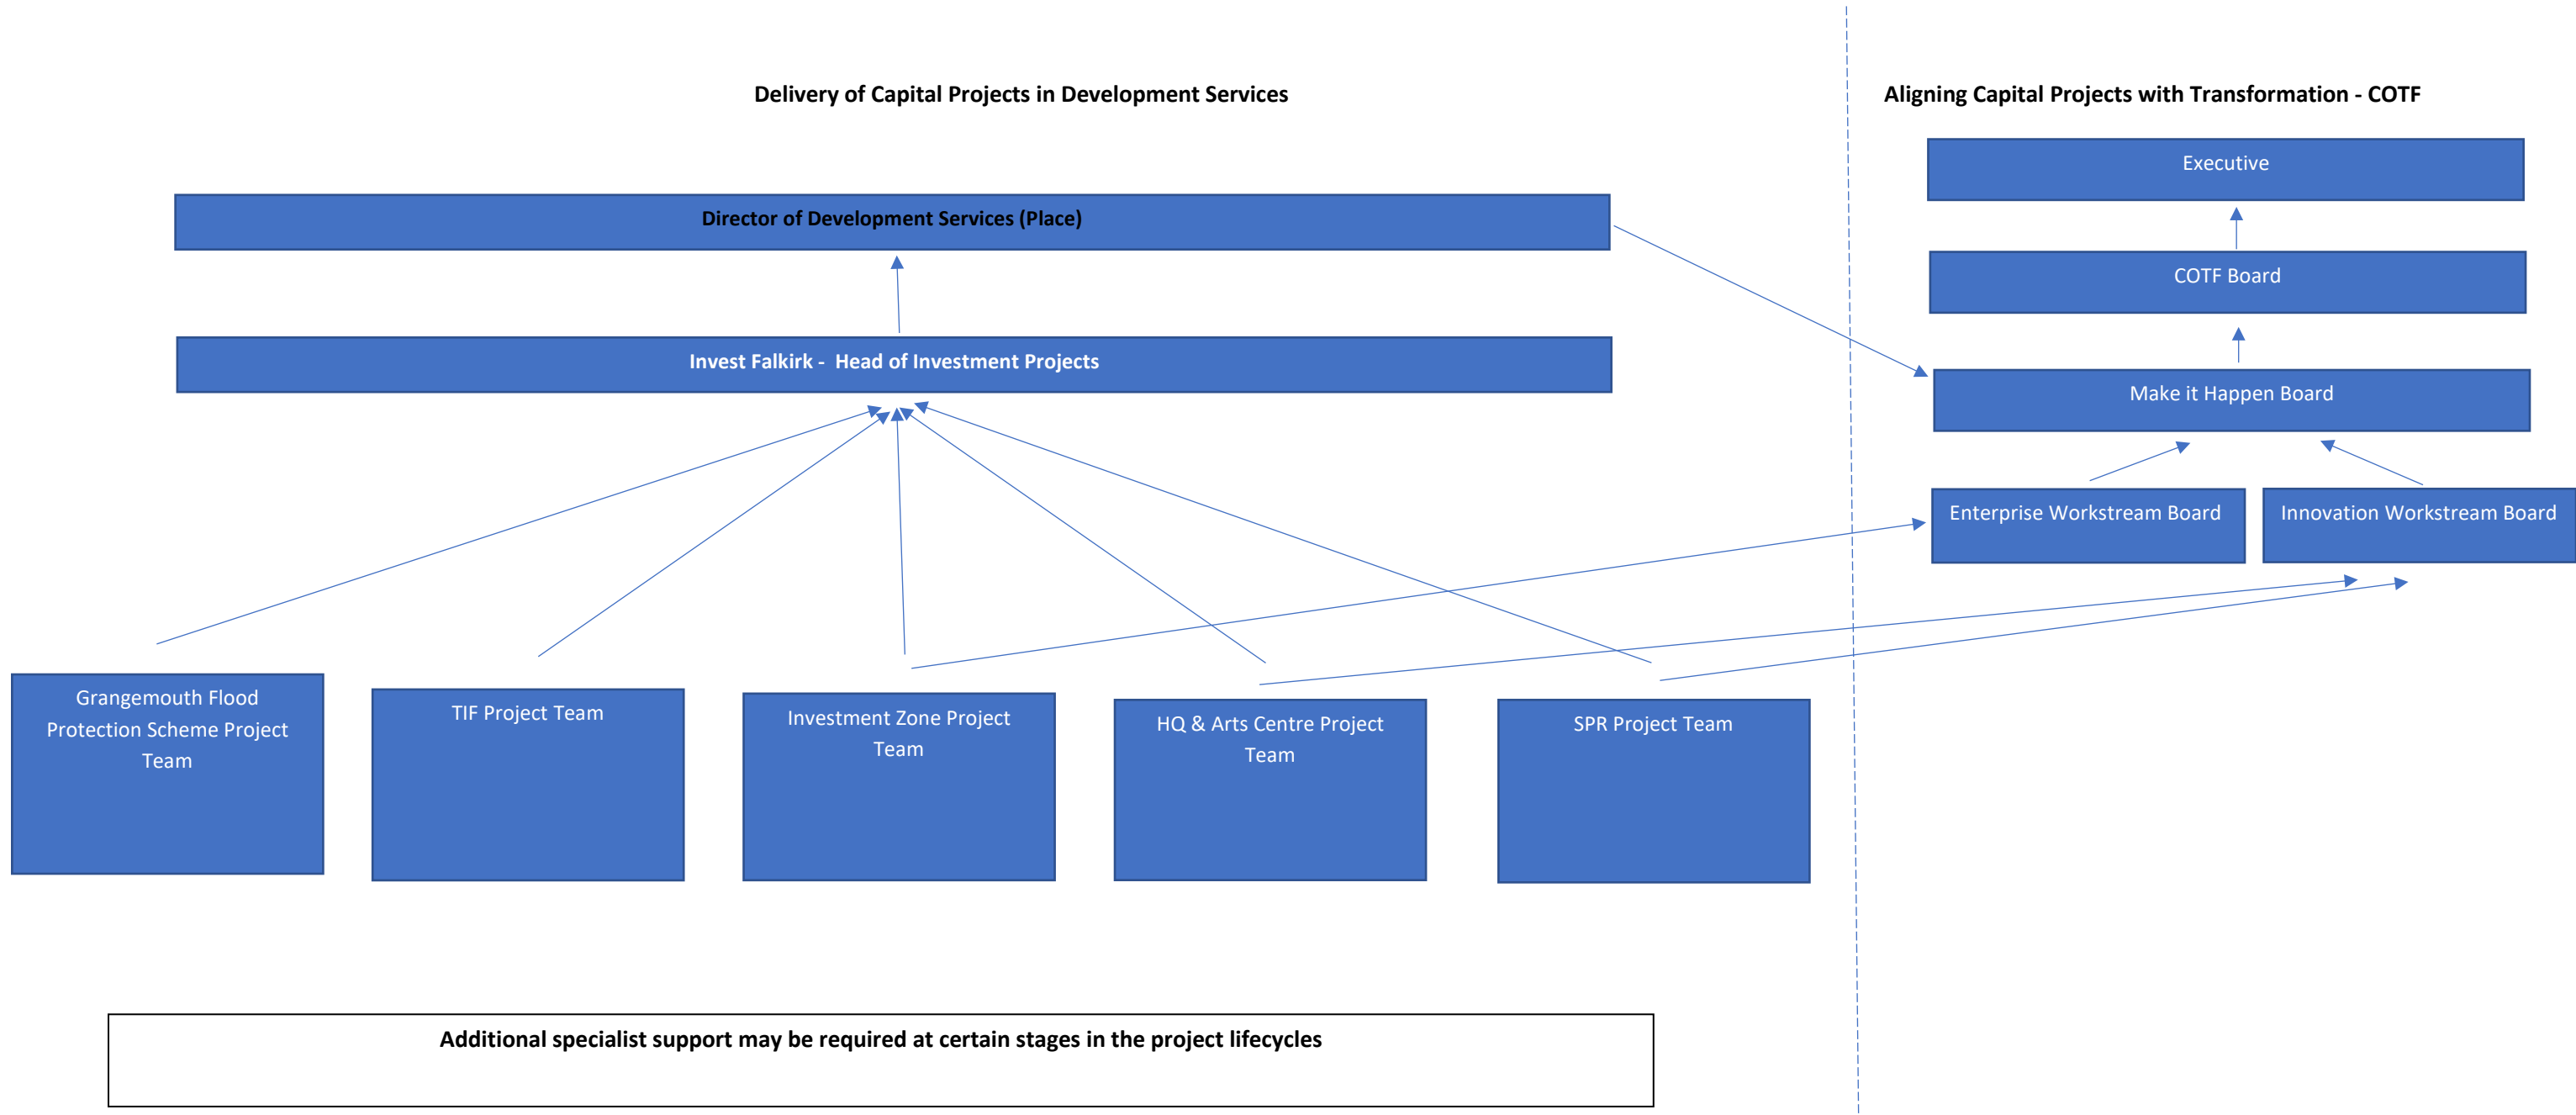 Delivery of Capital Projects in Development Services
Director of Development Services (Place)
Invest Falkirk - Head of Investment Projects
Grangemouth Flood
Protection Scheme Project
Team
TIF Project Team
Investment Zone Project
Team
HQ & Arts Centre Project
Team
SPR Project Team
Additional specialist support may be required at certain stages in the project lifecycles
Aligning Capital Projects with Transformation - COTF
Executive
COTF Board
Make it Happen Board
Enterprise Workstream Board
Innovation Workstream Board